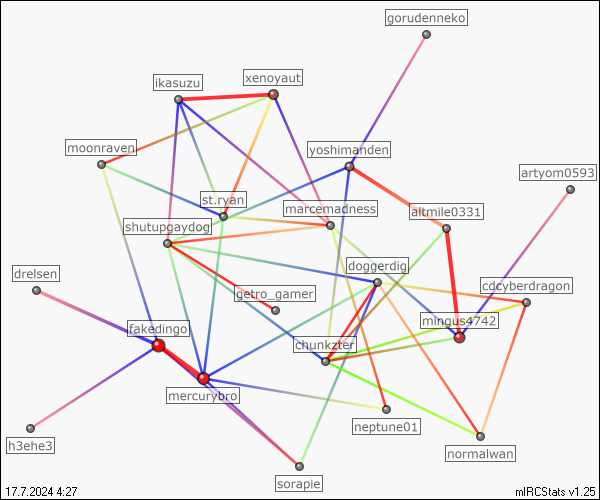 gorudenneko
ikasuzu
xenoyaut
moonraven
yoshimanden
artyom0593
st.ryan
marcemadness
altmile0331
shutupgaydog
doggerdig
drelsen
getro_gamer
cdcyberdragon
fakedingo
mingus4742
chunkzter
mercurybro
neptune01
h3ehe3
normalwan
sorapie
17.7.2024 4:27
mIRCStats v1.25